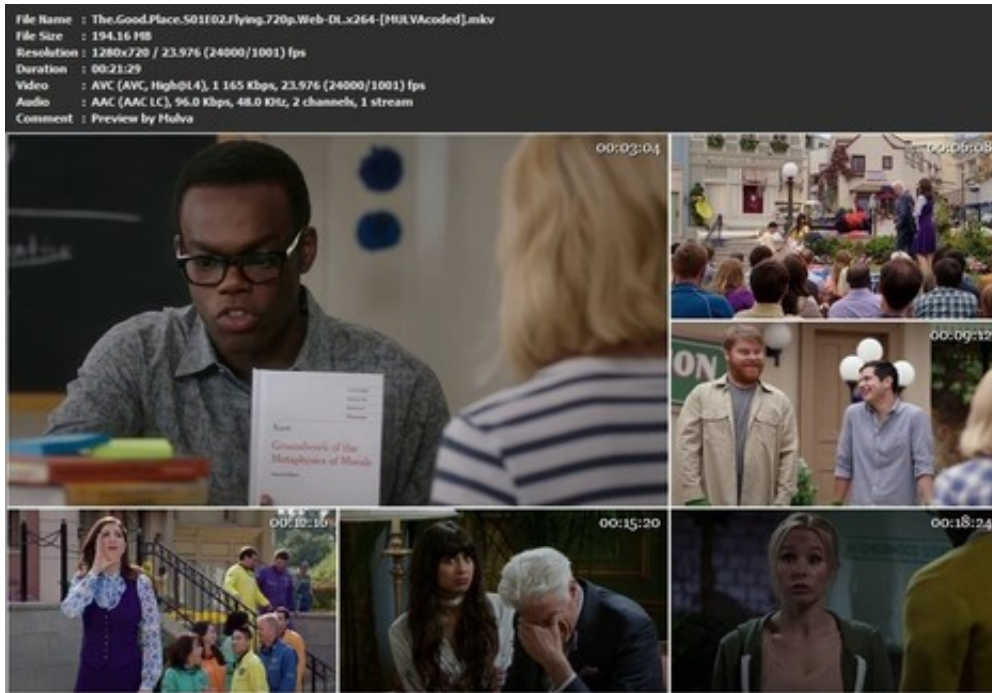 File Name : The.Good.Place.S01E02.Flying.720p.Web-DL.x264-[MULVAcoded].mkv
File Size : 194.16 MB
Resolution : 1280x720 / 23.976 (24000/1001) fps
Duration : 00:21:29
Video : AVC (AVC, High@L4), 1 165 Kbps, 23.976 (24000/1001) fps
Audio : AAC (AAC LC), 96.0 Kbps, 48.0 KHz, 2 channels, 1 stream
Comment : Preview by Mulva
00:03:04
00:06:08
Kant
Groundwork of the
Metaphysics of Morals
00:09:12
ON
00:12:16
00:15:20
00:18:24